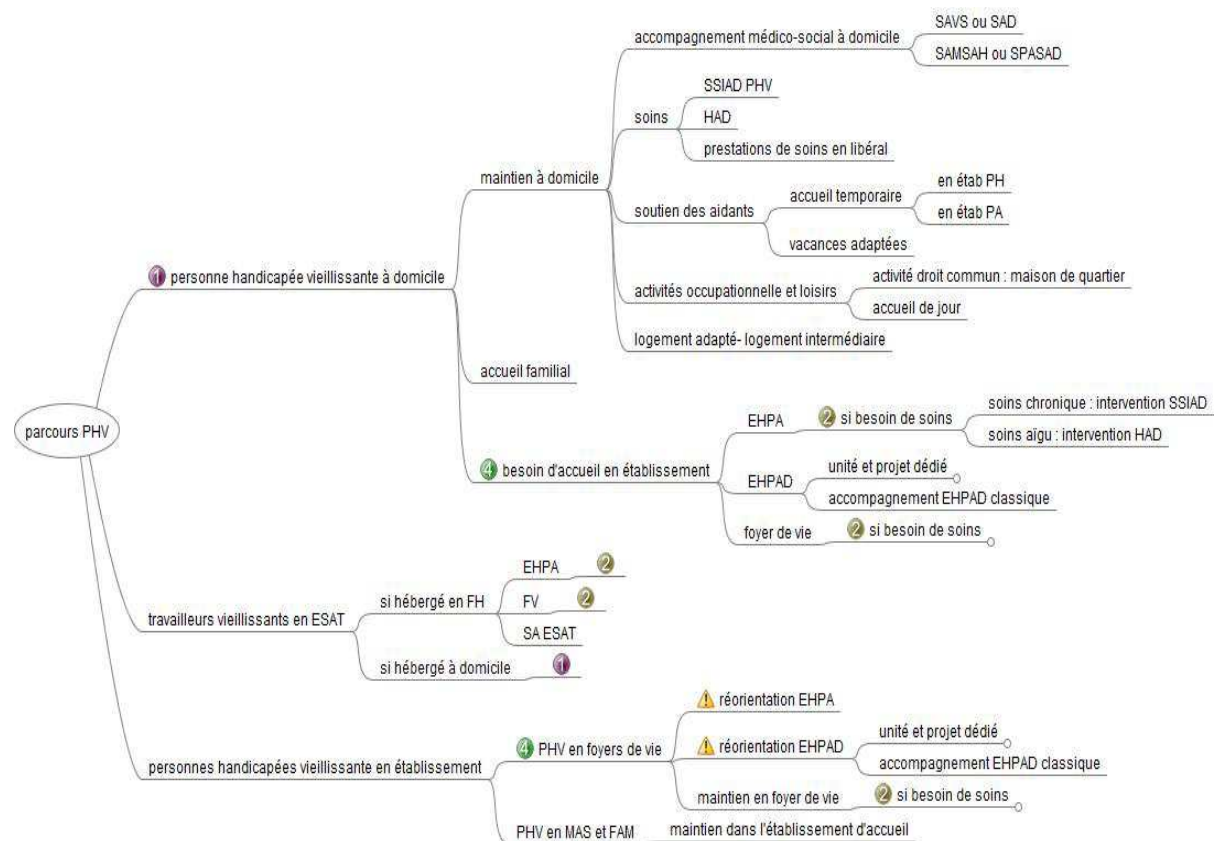 parcours PHV
1 personne handicapée vieillissante à domicile
maintien à domicile
accompagnement médico-social à domicile
SAVS ou SAD
SAMSAH ou SPASAD
soins
SSIAD PHV
HAD
prestations de soins en libéral
soutien des aidants
accueil temporaire
en étab PH
en étab PA
vacances adaptées
activités occupationnelle et loisirs
activité droit commun : maison de quartier
accueil de jour
logement adapté- logement intermédiaire
accueil familial
4 besoin d'accueil en établissement
EHPA
2 si besoin de soins
soins chronique : intervention SSIAD
soins aïgu : intervention HAD
EHPAD
unité et projet dédié
accompagnement EHPAD classique
foyer de vie
2 si besoin de soins
travailleurs vieillissants en ESAT
si hébergé en FH
EHPA
2
FV
2
SA ESAT
si hébergé à domicile
1
personnes handicapées vieillissante en établissement
4 PHV en foyers de vie
réorientation EHPA
réorientation EHPAD
unité et projet dédié
accompagnement EHPAD classique
maintien en foyer de vie
2 si besoin de soins
PHV en MAS et FAM
maintien dans l'établissement d'accueil